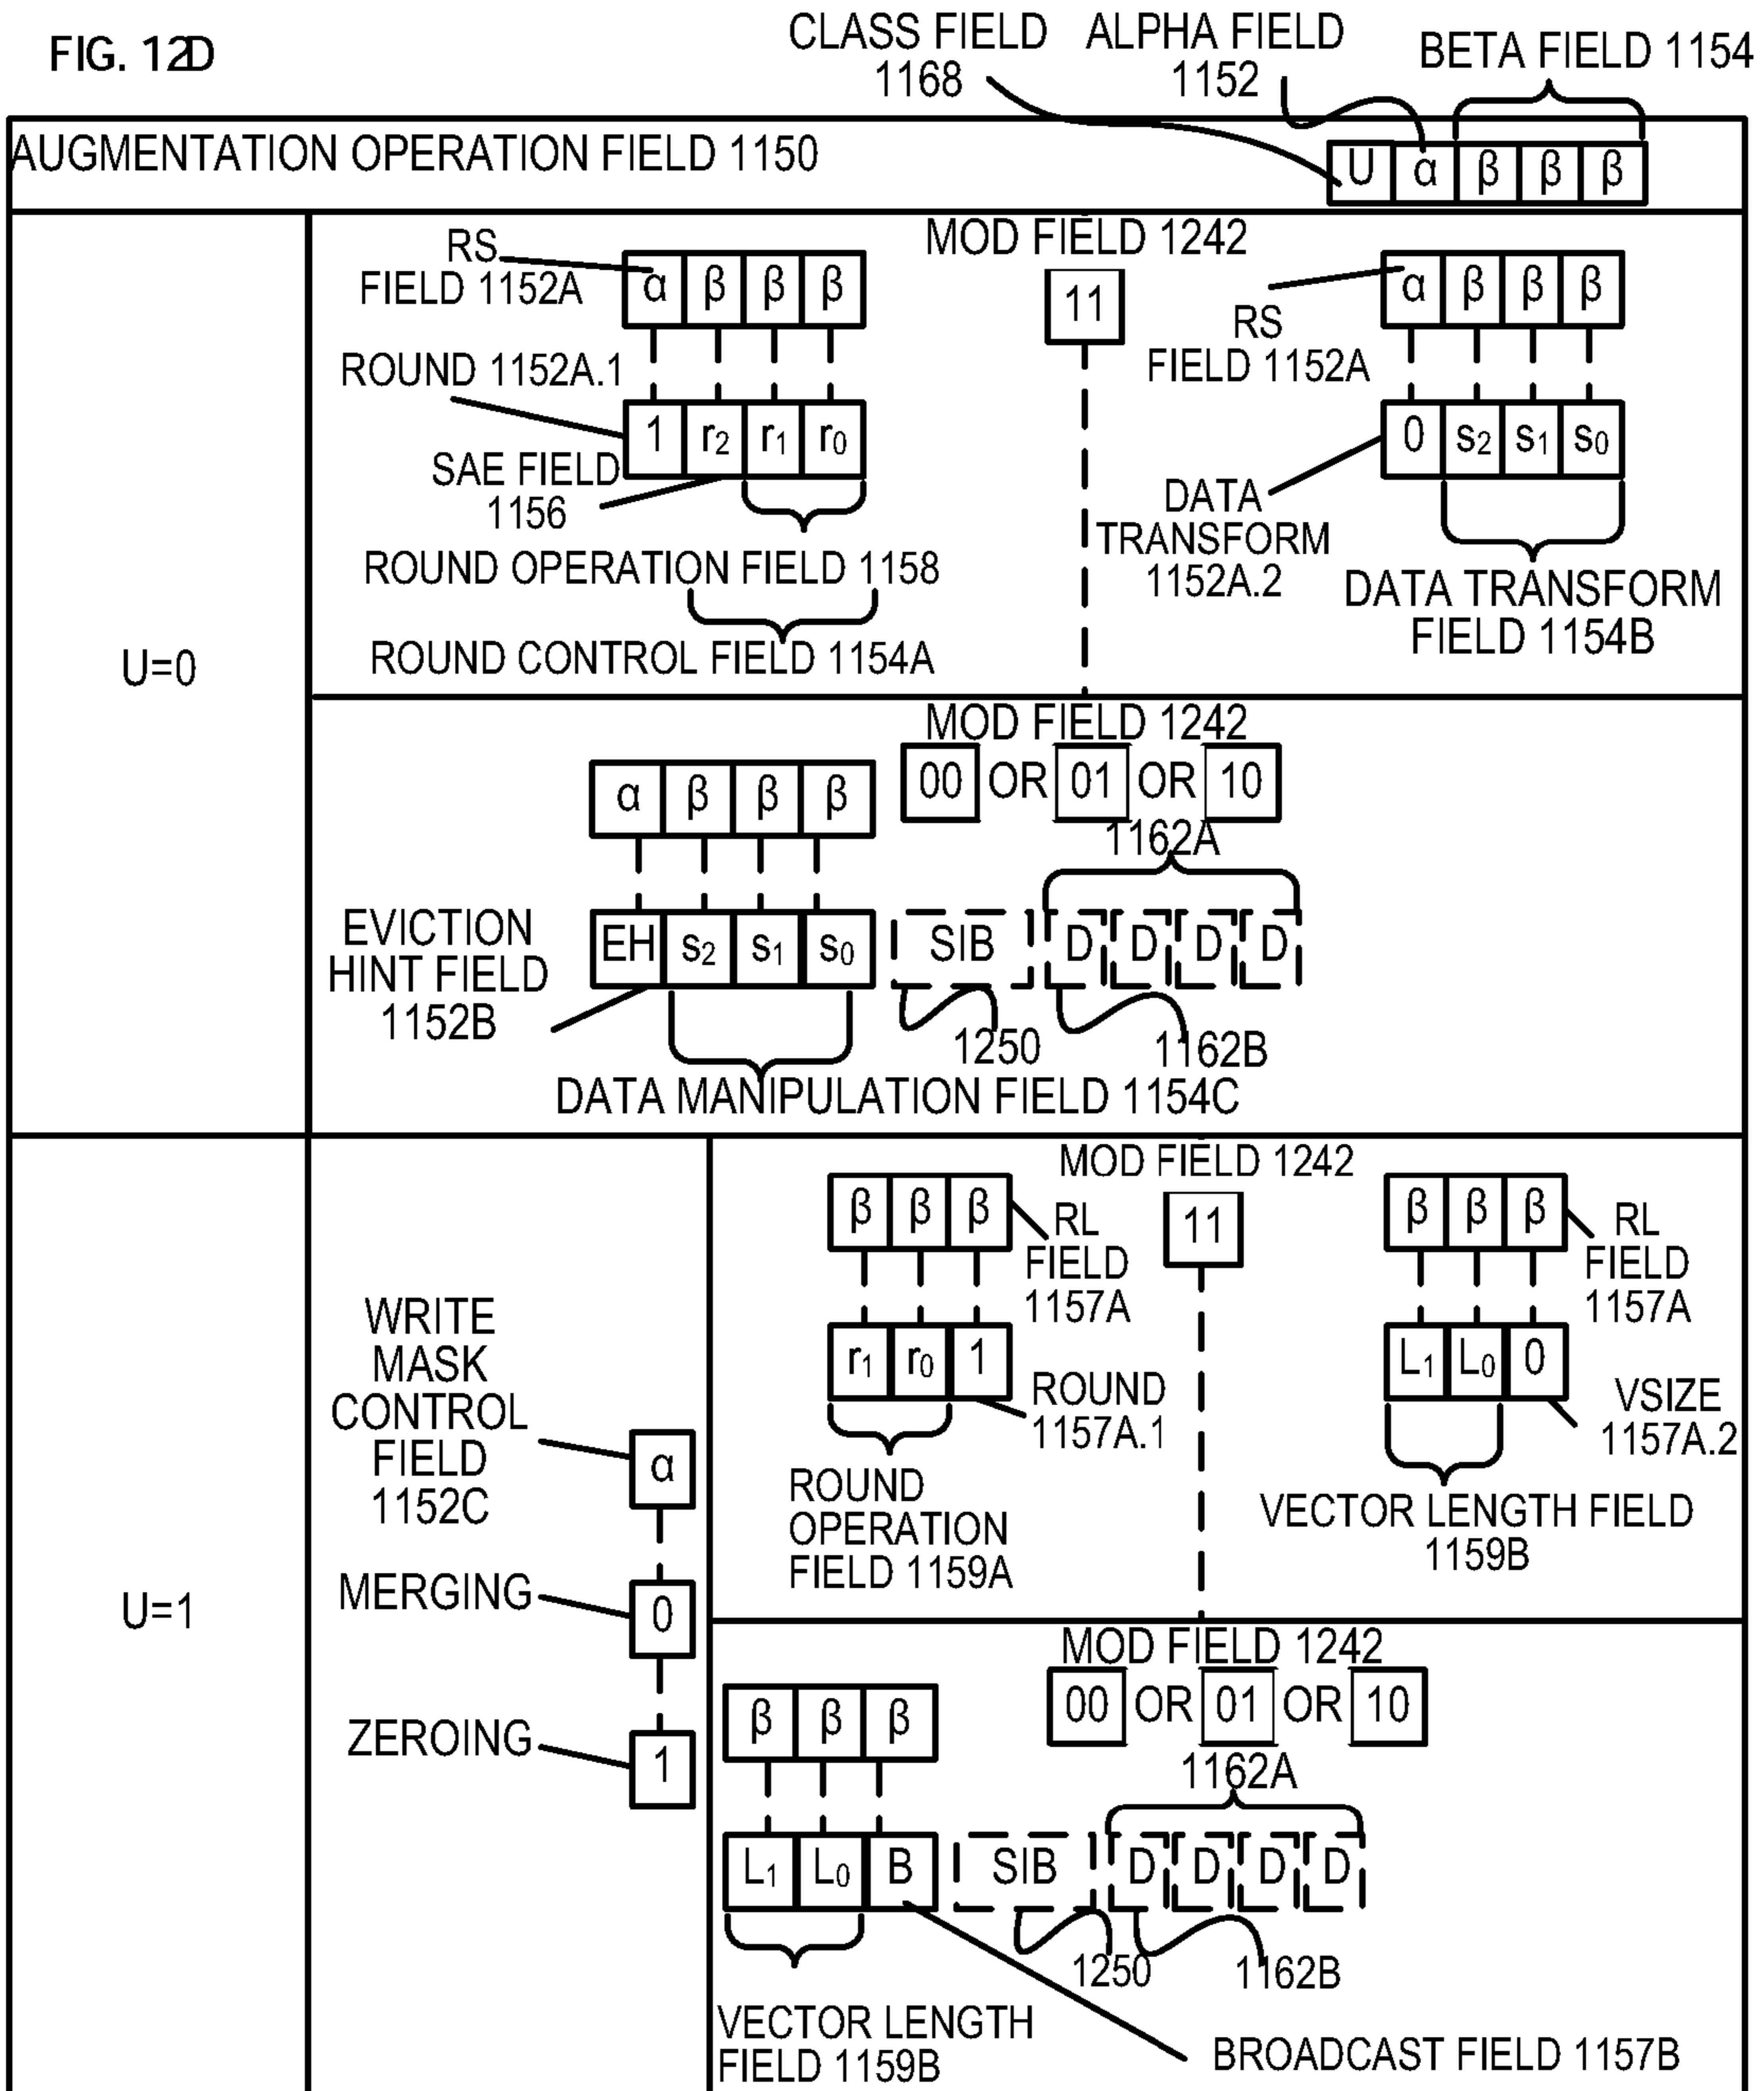 FIG. 12D
CLASS FIELD
1168
ALPHA FIELD
1152
BETA FIELD 1154
AUGMENTATION OPERATION FIELD 1150
U α β β β
U=0
MOD FIELD 1242
11
RS
FIELD 1152A
α β β β
ROUND 1152A.1
1 r2 r1 r0
SAE FIELD
1156
ROUND OPERATION FIELD 1158
ROUND CONTROL FIELD 1154A
α β β β
RS
FIELD 1152A
0 s2 s1 s0
DATA
TRANSFORM
1152A.2
DATA TRANSFORM
FIELD 1154B
MOD FIELD 1242
00 OR 01 OR 10
α β β β
1162A
EVICTION
HINT FIELD
1152B
EH s2 s1 s0 SIB D D D D
1250
1162B
DATA MANIPULATION FIELD 1154C
U=1
WRITE
MASK
CONTROL
FIELD
1152C
α
MERGING
0
ZEROING
1
MOD FIELD 1242
11
β β β
RL
FIELD
1157A
r1 r0 1
ROUND
1157A.1
ROUND
OPERATION
FIELD 1159A
β β β
RL
FIELD
1157A
L1 L0 0
VSIZE
1157A.2
VECTOR LENGTH FIELD
1159B
MOD FIELD 1242
00 OR 01 OR 10
β β β
1162A
L1 L0 B SIB D D D D
1250
1162B
VECTOR LENGTH
FIELD 1159B
BROADCAST FIELD 1157B